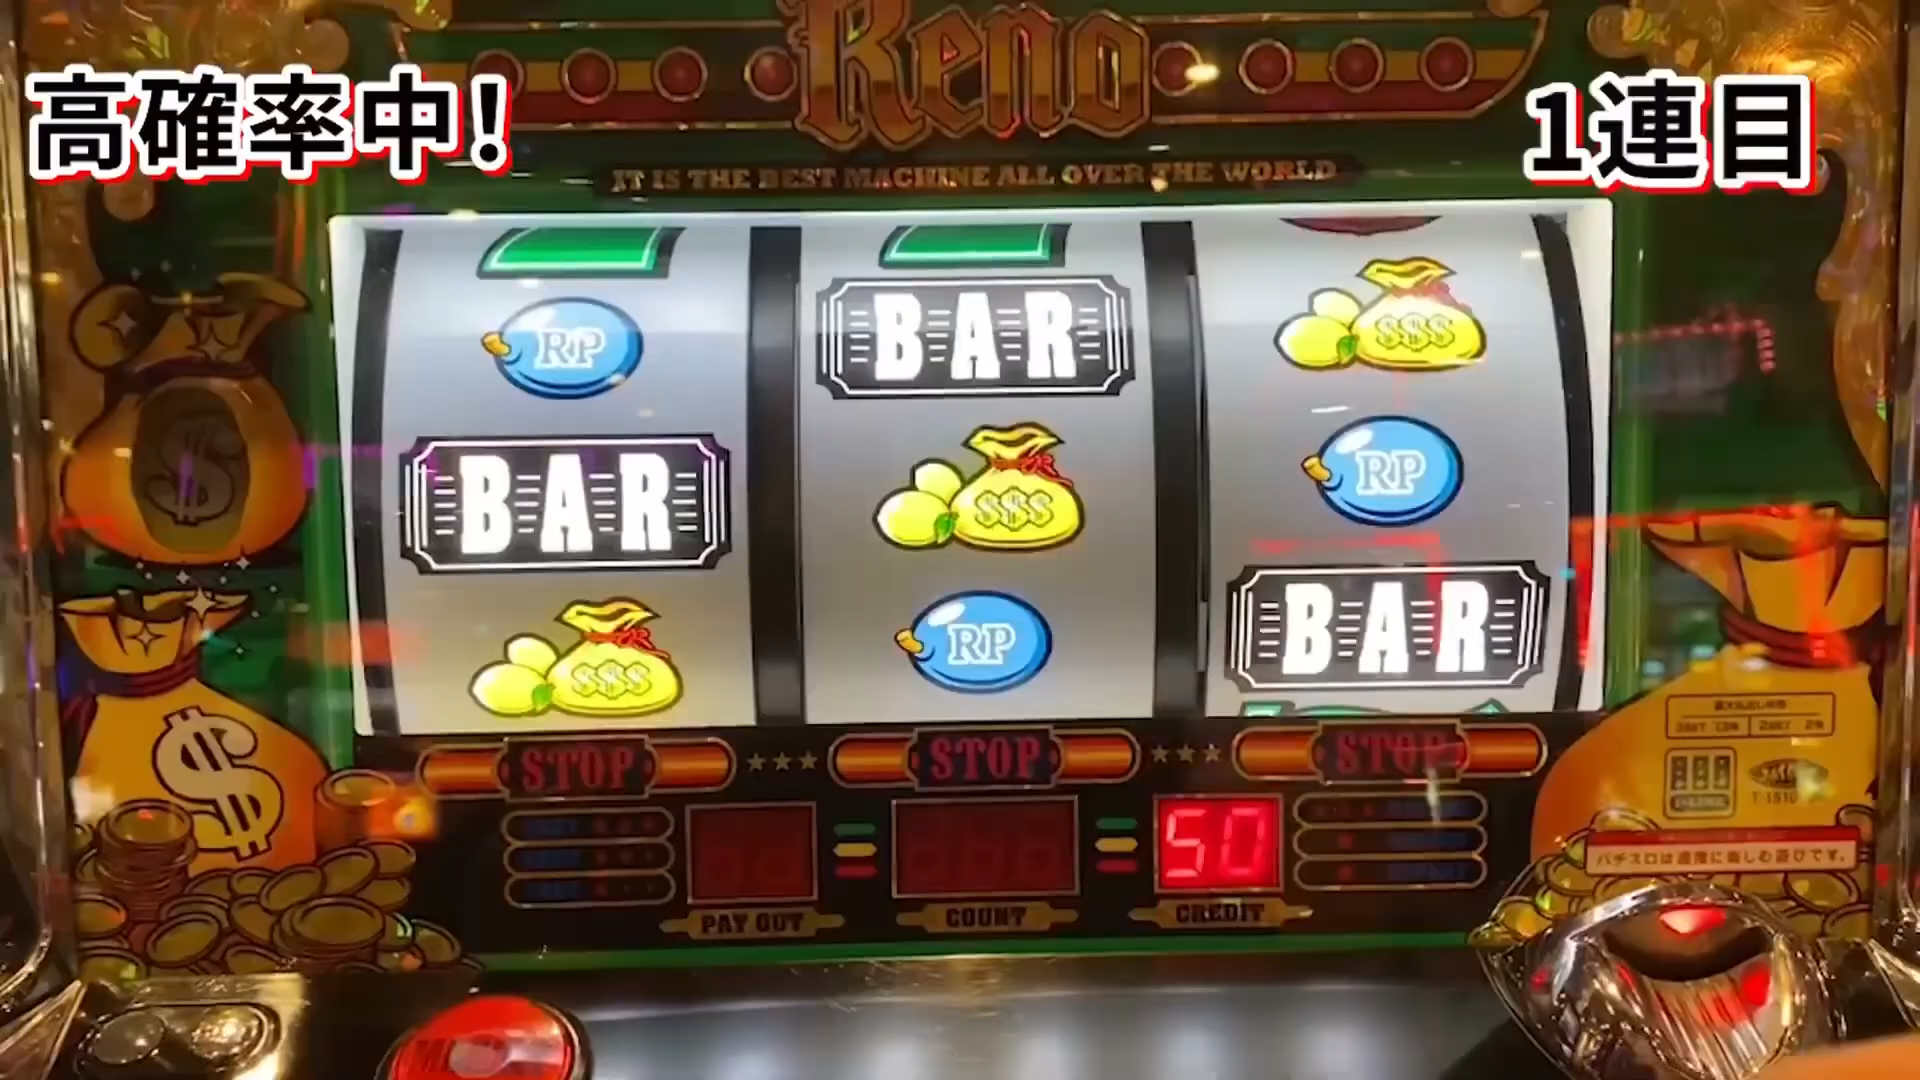 Reno
高確率中!
1連目
IT IS THE BEST MACHINE ALL OVER THE WORLD
RP
BAR
$$$
BAR
$$$
RP
$$$
RP
BAR
$
$
STOP
STOP
STOP
50
PAY OUT
COUNT
CREDIT
パチスロは適度に楽しむ遊びです。